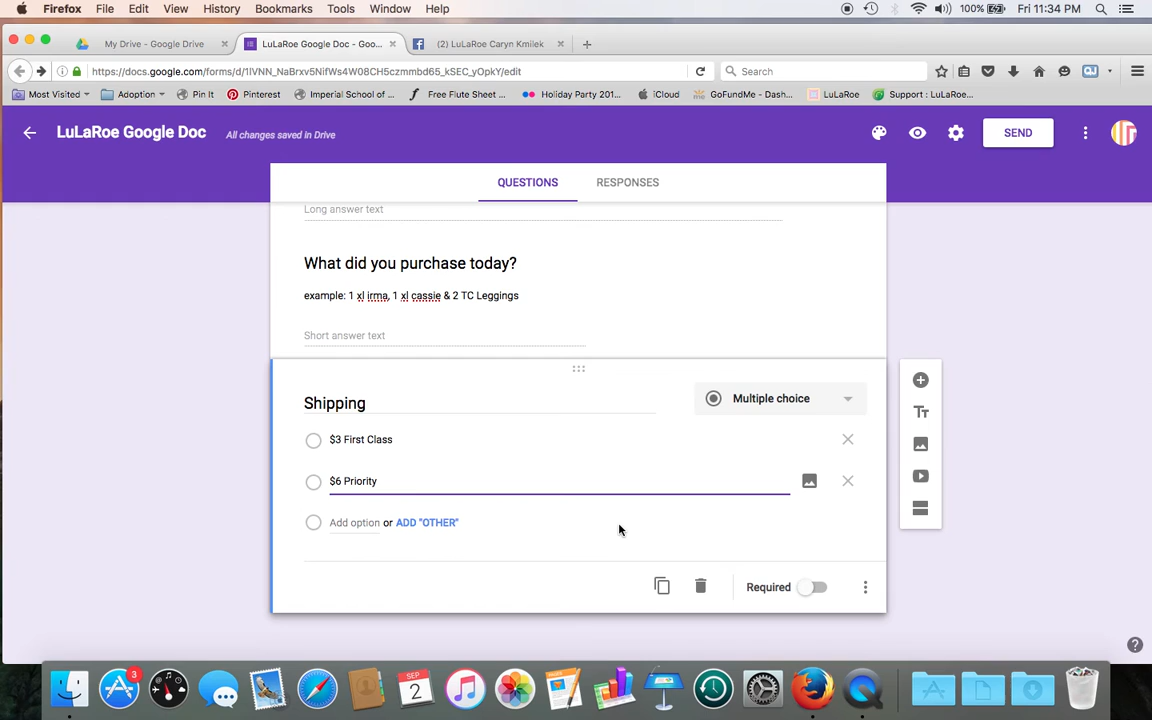 Firefox File Edit View History Bookmarks Tools Window Help 100% Fri 11:34 PM
My Drive - Google Drive LuLaRoe Google Doc - Goo... (2) LuLaRoe Caryn Kmilek
https://docs.google.com/forms/d/1lVNN_NaBrxv5NifWs4W08CH5czmmbd65_kSEC_yOpkY/edit Search
Most Visited Adoption Pin It Pinterest Imperial School of ... Free Flute Sheet ... Holiday Party 201... iCloud GoFundMe - Dash... LuLaRoe Support : LuLaRoe...
LuLaRoe Google Doc All changes saved in Drive SEND
QUESTIONS RESPONSES
Long answer text
What did you purchase today?
example: 1 xl irma, 1 xl cassie & 2 TC Leggings
Short answer text
Shipping Multiple choice
$3 First Class
$6 Priority
Add option or ADD "OTHER"
Required
3
SEP
2